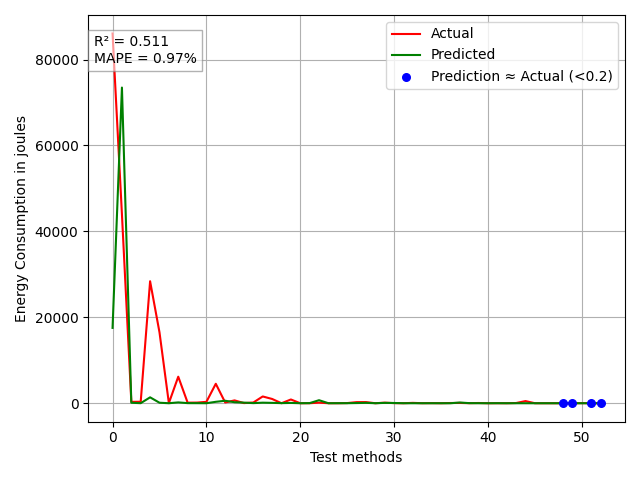 R² = 0.511
MAPE = 0.97%
Actual
Predicted
Prediction ≈ Actual (<0.2)
80000
60000
40000
20000
0
Energy Consumption in joules
0 10 20 30 40 50
Test methods